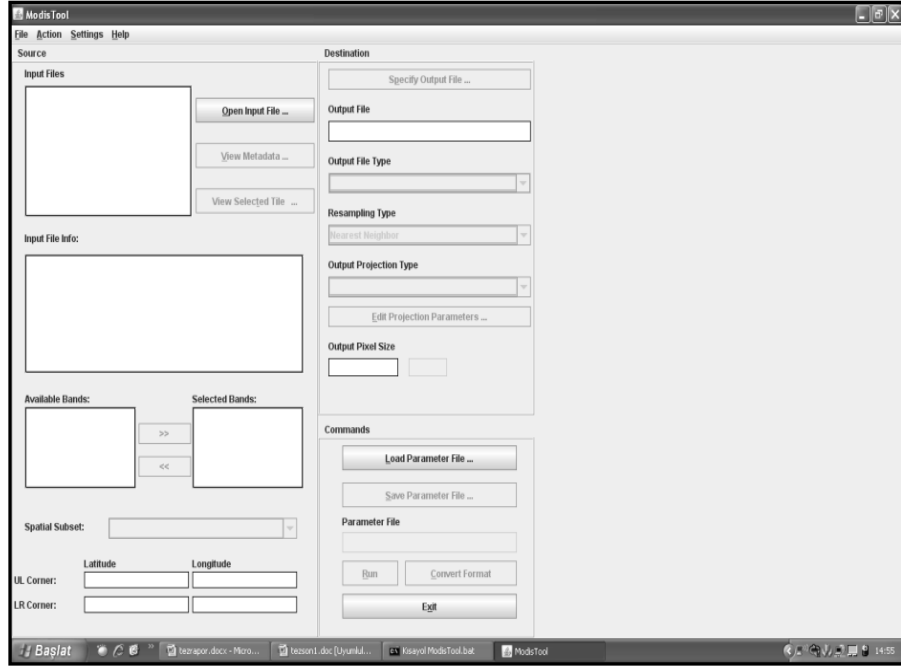 ModisTool
File Action Settings Help
Source
Input Files
Open Input File ...
View Metadata ...
View Selected Tile ...
Input File Info:
Available Bands:
Selected Bands:
>>
<<
Spatial Subset:
Latitude
Longitude
UL Corner:
LR Corner:
Destination
Specify Output File ...
Output File
Output File Type
Resampling Type
Nearest Neighbor
Output Projection Type
Edit Projection Parameters ...
Output Pixel Size
Commands
Load Parameter File ...
Save Parameter File ...
Parameter File
Run
Convert Format
Exit
Başlat
tezrapor.docx - Micro...
tezson1.doc [Uyumlul...
Kisayol ModisTool.bat
ModisTool
14:55